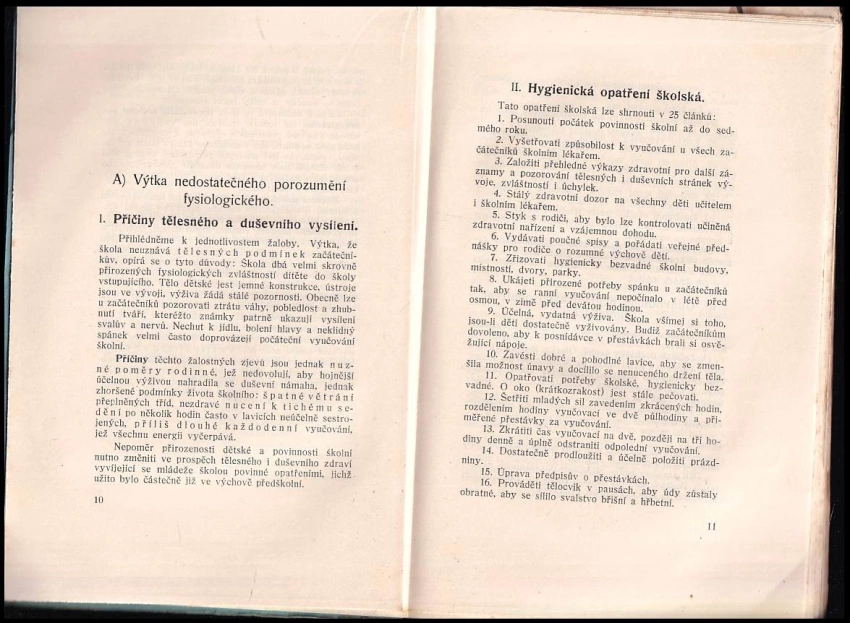 A) Výtka nedostatečného porozumění
fysiologického.
I. Příčiny tělesného a duševního vysílení.
Přihlédněme k jednotlivostem žaloby. Výtka, že
škola neuznává tělesných podmínek začáteční-
kův, opírá se o tyto důvody: Škola dbá velmi skrovně
přirozených fysiologických zvláštností dítěte do školy
vstupujícího. Tělo dětské jest jemné konstrukce, ústroje
jsou ve vývoji, výživa žádá stálé pozornosti. Obecně lze
u začátečníků pozorovati ztrátu váhy, pobledlost a zhub-
nutí tváří, kteréžto známky patrně ukazují vysílení
svalův a nervů. Nechuť k jídlu, bolení hlavy a neklidný
spánek velmi často doprovázejí počáteční vyučování
školní.
Příčiny těchto žalostných zjevů jsou jednak nuz-
né poměry rodinné, jež nedovolují, aby hojnější
účelnou výživou nahradila se duševní námaha, jednak
zhoršené podmínky života školního: špatné větrání
přeplněných tříd, nezdravé nucení k tichému se-
dění po několik hodin často v lavicích neúčelně sestro-
jených, příliš dlouhé každodenní vyučování,
jež všechnu energii vyčerpává.
Nepoměr přirozenosti dětské a povinnosti školní
nutno změniti ve prospěch tělesného i duševního zdraví
vyvíjející se mládeže školou povinné opatřeními, jichž
užito bylo částečně již ve výchově předškolní.
10
II. Hygienická opatření školská.
Tato opatření školská lze shrnouti v 25 článků:
1. Posunouti počátek povinnosti školní až do sed-
mého roku.
2. Vyšetřovati způsobilost k vyučování u všech za-
čátečníků školním lékařem.
3. Založiti přehledné výkazy zdravotní pro další zá-
znamy a pozorování tělesných i duševních stránek vý-
voje, zvláštností i úchylek.
4. Stálý zdravotní dozor na všechny děti učitelem
i školním lékařem.
5. Styk s rodiči, aby bylo lze kontrolovati učiněná
zdravotní nařízení a vzájemnou dohodu.
6. Vydávati poučné spisy a pořádati veřejné před-
nášky pro rodiče o rozumné výchově dětí.
7. Zřizovati hygienicky bezvadné školní budovy,
místnosti, dvory, parky.
8. Ukájeti přirozené potřeby spánku u začátečníků
tak, aby se ranní vyučování nepočínalo v létě před
osmou, v zimě před devátou hodinou.
9. Účelná, vydatná výživa. Škola všímej si toho,
jsou-li děti dostatečně vyživovány. Budiž začátečníkům
dovoleno, aby k posnídávce v přestávkách brali si osvě-
žující nápoje.
10. Zavésti dobré a pohodlné lavice, aby se zmen-
šila možnost únavy a docílilo se nenuceného držení těla.
11. Opatřovati potřeby školské, hygienicky bez-
vadné. O oko (krátkozrakost) jest stále pečovati.
12. Šetřiti mladých sil zavedením zkrácených hodin,
rozdělením hodiny vyučovací ve dvě půlhodiny a při-
měřené přestávky za vyučování.
13. Zkrátiti čas vyučovací na dvě, později na tři ho-
diny denně a úplně odstraniti odpolední vyučování.
14. Dostatečně prodloužiti a účelně položiti prázd-
niny.
15. Úprava předpisův o přestávkách.
16. Prováděti tělocvik v pausách, aby údy zůstaly
obratné, aby se sílilo svalstvo břišní a hřbetní.
11